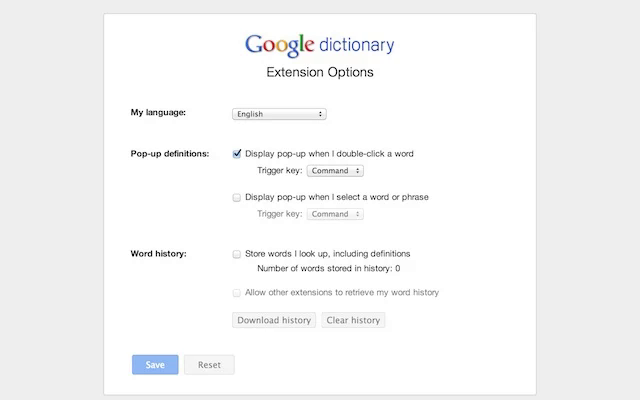 Google dictionary
Extension Options
My language: English
Pop-up definitions: Display pop-up when I double-click a word
Trigger key: Command
Display pop-up when I select a word or phrase
Trigger key: Command
Word history: Store words I look up, including definitions
Number of words stored in history: 0
Allow other extensions to retrieve my word history
Download history Clear history
Save Reset